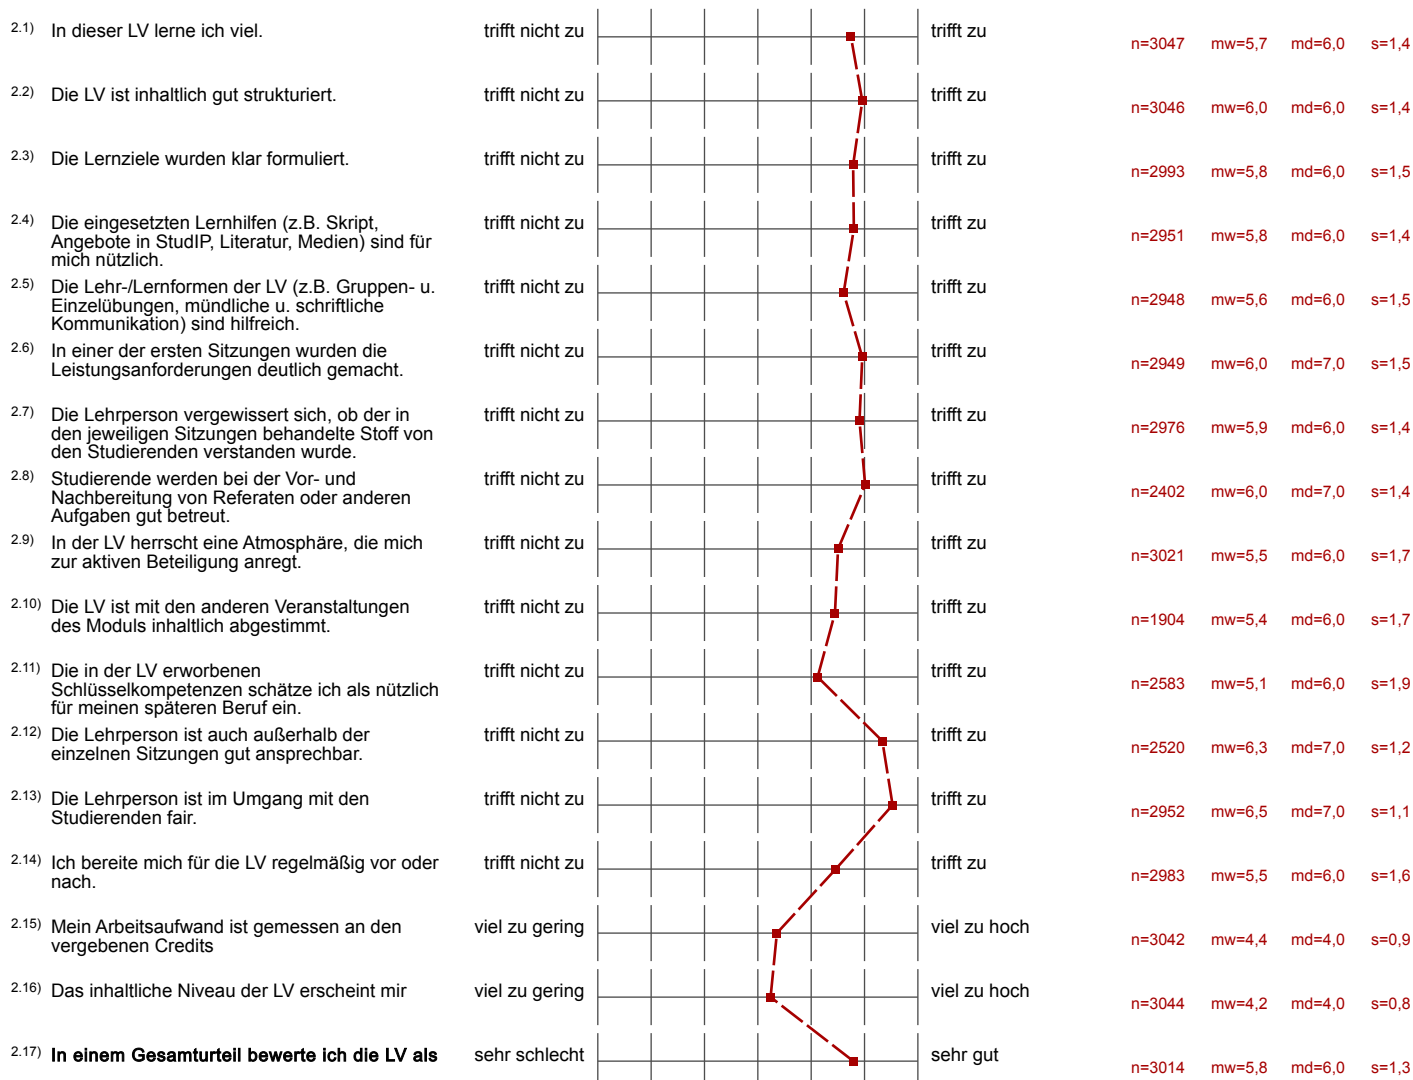 2.1) In dieser LV lerne ich viel. trifft nicht zu trifft zu n=3047 mw=5,7 md=6,0 s=1,4
2.2) Die LV ist inhaltlich gut strukturiert. trifft nicht zu trifft zu n=3046 mw=6,0 md=6,0 s=1,4
2.3) Die Lernziele wurden klar formuliert. trifft nicht zu trifft zu n=2993 mw=5,8 md=6,0 s=1,5
2.4) Die eingesetzten Lernhilfen (z.B. Skript, trifft nicht zu trifft zu
Angebote in StudIP, Literatur, Medien) sind für n=2951 mw=5,8 md=6,0 s=1,4
mich nützlich.
2.5) Die Lehr-/Lernformen der LV (z.B. Gruppen- u. trifft nicht zu trifft zu
Einzelübungen, mündliche u. schriftliche n=2948 mw=5,6 md=6,0 s=1,5
Kommunikation) sind hilfreich.
2.6) In einer der ersten Sitzungen wurden die trifft nicht zu trifft zu
Leistungsanforderungen deutlich gemacht. n=2949 mw=6,0 md=7,0 s=1,5
2.7) Die Lehrperson vergewissert sich, ob der in trifft nicht zu trifft zu
den jeweiligen Sitzungen behandelte Stoff von n=2976 mw=5,9 md=6,0 s=1,4
den Studierenden verstanden wurde.
2.8) Studierende werden bei der Vor- und trifft nicht zu trifft zu
Nachbereitung von Referaten oder anderen n=2402 mw=6,0 md=7,0 s=1,4
Aufgaben gut betreut.
2.9) In der LV herrscht eine Atmosphäre, die mich trifft nicht zu trifft zu
zur aktiven Beteiligung anregt. n=3021 mw=5,5 md=6,0 s=1,7
2.10) Die LV ist mit den anderen Veranstaltungen trifft nicht zu trifft zu
des Moduls inhaltlich abgestimmt. n=1904 mw=5,4 md=6,0 s=1,7
2.11) Die in der LV erworbenen trifft nicht zu trifft zu
Schlüsselkompetenzen schätze ich als nützlich n=2583 mw=5,1 md=6,0 s=1,9
für meinen späteren Beruf ein.
2.12) Die Lehrperson ist auch außerhalb der trifft nicht zu trifft zu
einzelnen Sitzungen gut ansprechbar. n=2520 mw=6,3 md=7,0 s=1,2
2.13) Die Lehrperson ist im Umgang mit den trifft nicht zu trifft zu
Studierenden fair. n=2952 mw=6,5 md=7,0 s=1,1
2.14) Ich bereite mich für die LV regelmäßig vor oder trifft nicht zu trifft zu
nach. n=2983 mw=5,5 md=6,0 s=1,6
2.15) Mein Arbeitsaufwand ist gemessen an den viel zu gering viel zu hoch
vergebenen Credits n=3042 mw=4,4 md=4,0 s=0,9
2.16) Das inhaltliche Niveau der LV erscheint mir viel zu gering viel zu hoch n=3044 mw=4,2 md=4,0 s=0,8
2.17) In einem Gesamturteil bewerte ich die LV als sehr schlecht sehr gut n=3014 mw=5,8 md=6,0 s=1,3